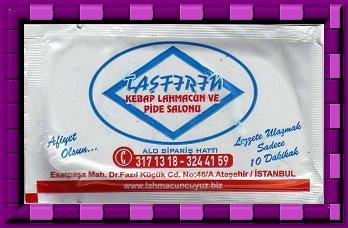 TAŞFIRIN
KEBAP LAHMACUN VE
PİDE SALONU
Afiyet
Olsun...
Lezzete Ulaşmak
Sadece
10 Dakikak
ALO SİPARİŞ HATTI
317 13 18 - 324 41 59
Esatpaşa Mah. Dr.Fazıl Küçük Cd. No:46/A Ataşehir / İSTANBUL
www.lahmacuncuyuz.biz